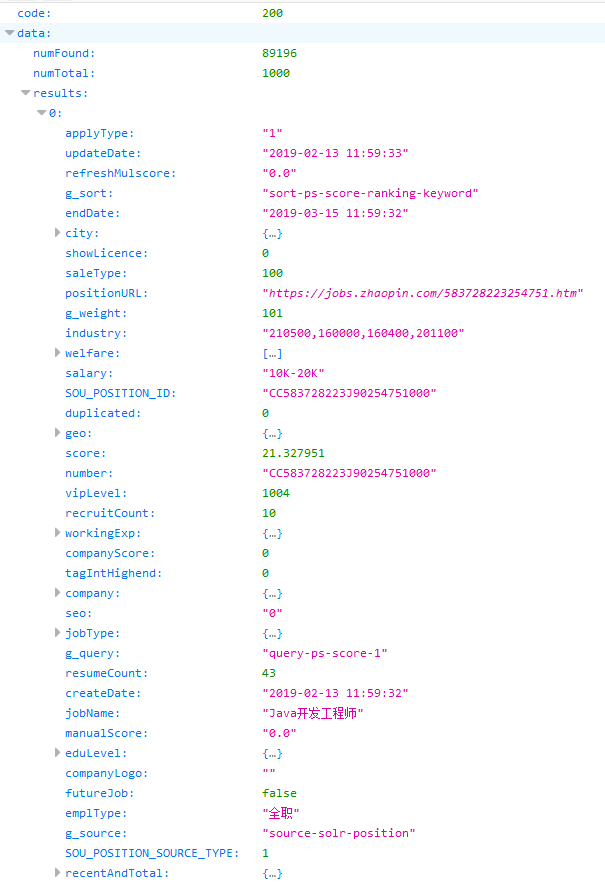 code: 200
data:
numFound: 89196
numTotal: 1000
results:
0:
applyType: "1"
updateDate: "2019-02-13 11:59:33"
refreshMulscore: "0.0"
g_sort: "sort-ps-score-ranking-keyword"
endDate: "2019-03-15 11:59:32"
city: {…}
showLicence: 0
saleType: 100
positionURL: "https://jobs.zhaopin.com/583728223254751.htm"
g_weight: 101
industry: "210500,160000,160400,201100"
welfare: […]
salary: "10K-20K"
SOU_POSITION_ID: "CC583728223J90254751000"
duplicated: 0
geo: {…}
score: 21.327951
number: "CC583728223J90254751000"
vipLevel: 1004
recruitCount: 10
workingExp: {…}
companyScore: 0
tagIntHighend: 0
company: {…}
seo: "0"
jobType: {…}
g_query: "query-ps-score-1"
resumeCount: 43
createDate: "2019-02-13 11:59:32"
jobName: "Java开发工程师"
manualScore: "0.0"
eduLevel: {…}
companyLogo: ""
futureJob: false
emplType: "全职"
g_source: "source-solr-position"
SOU_POSITION_SOURCE_TYPE: 1
recentAndTotal: {…}